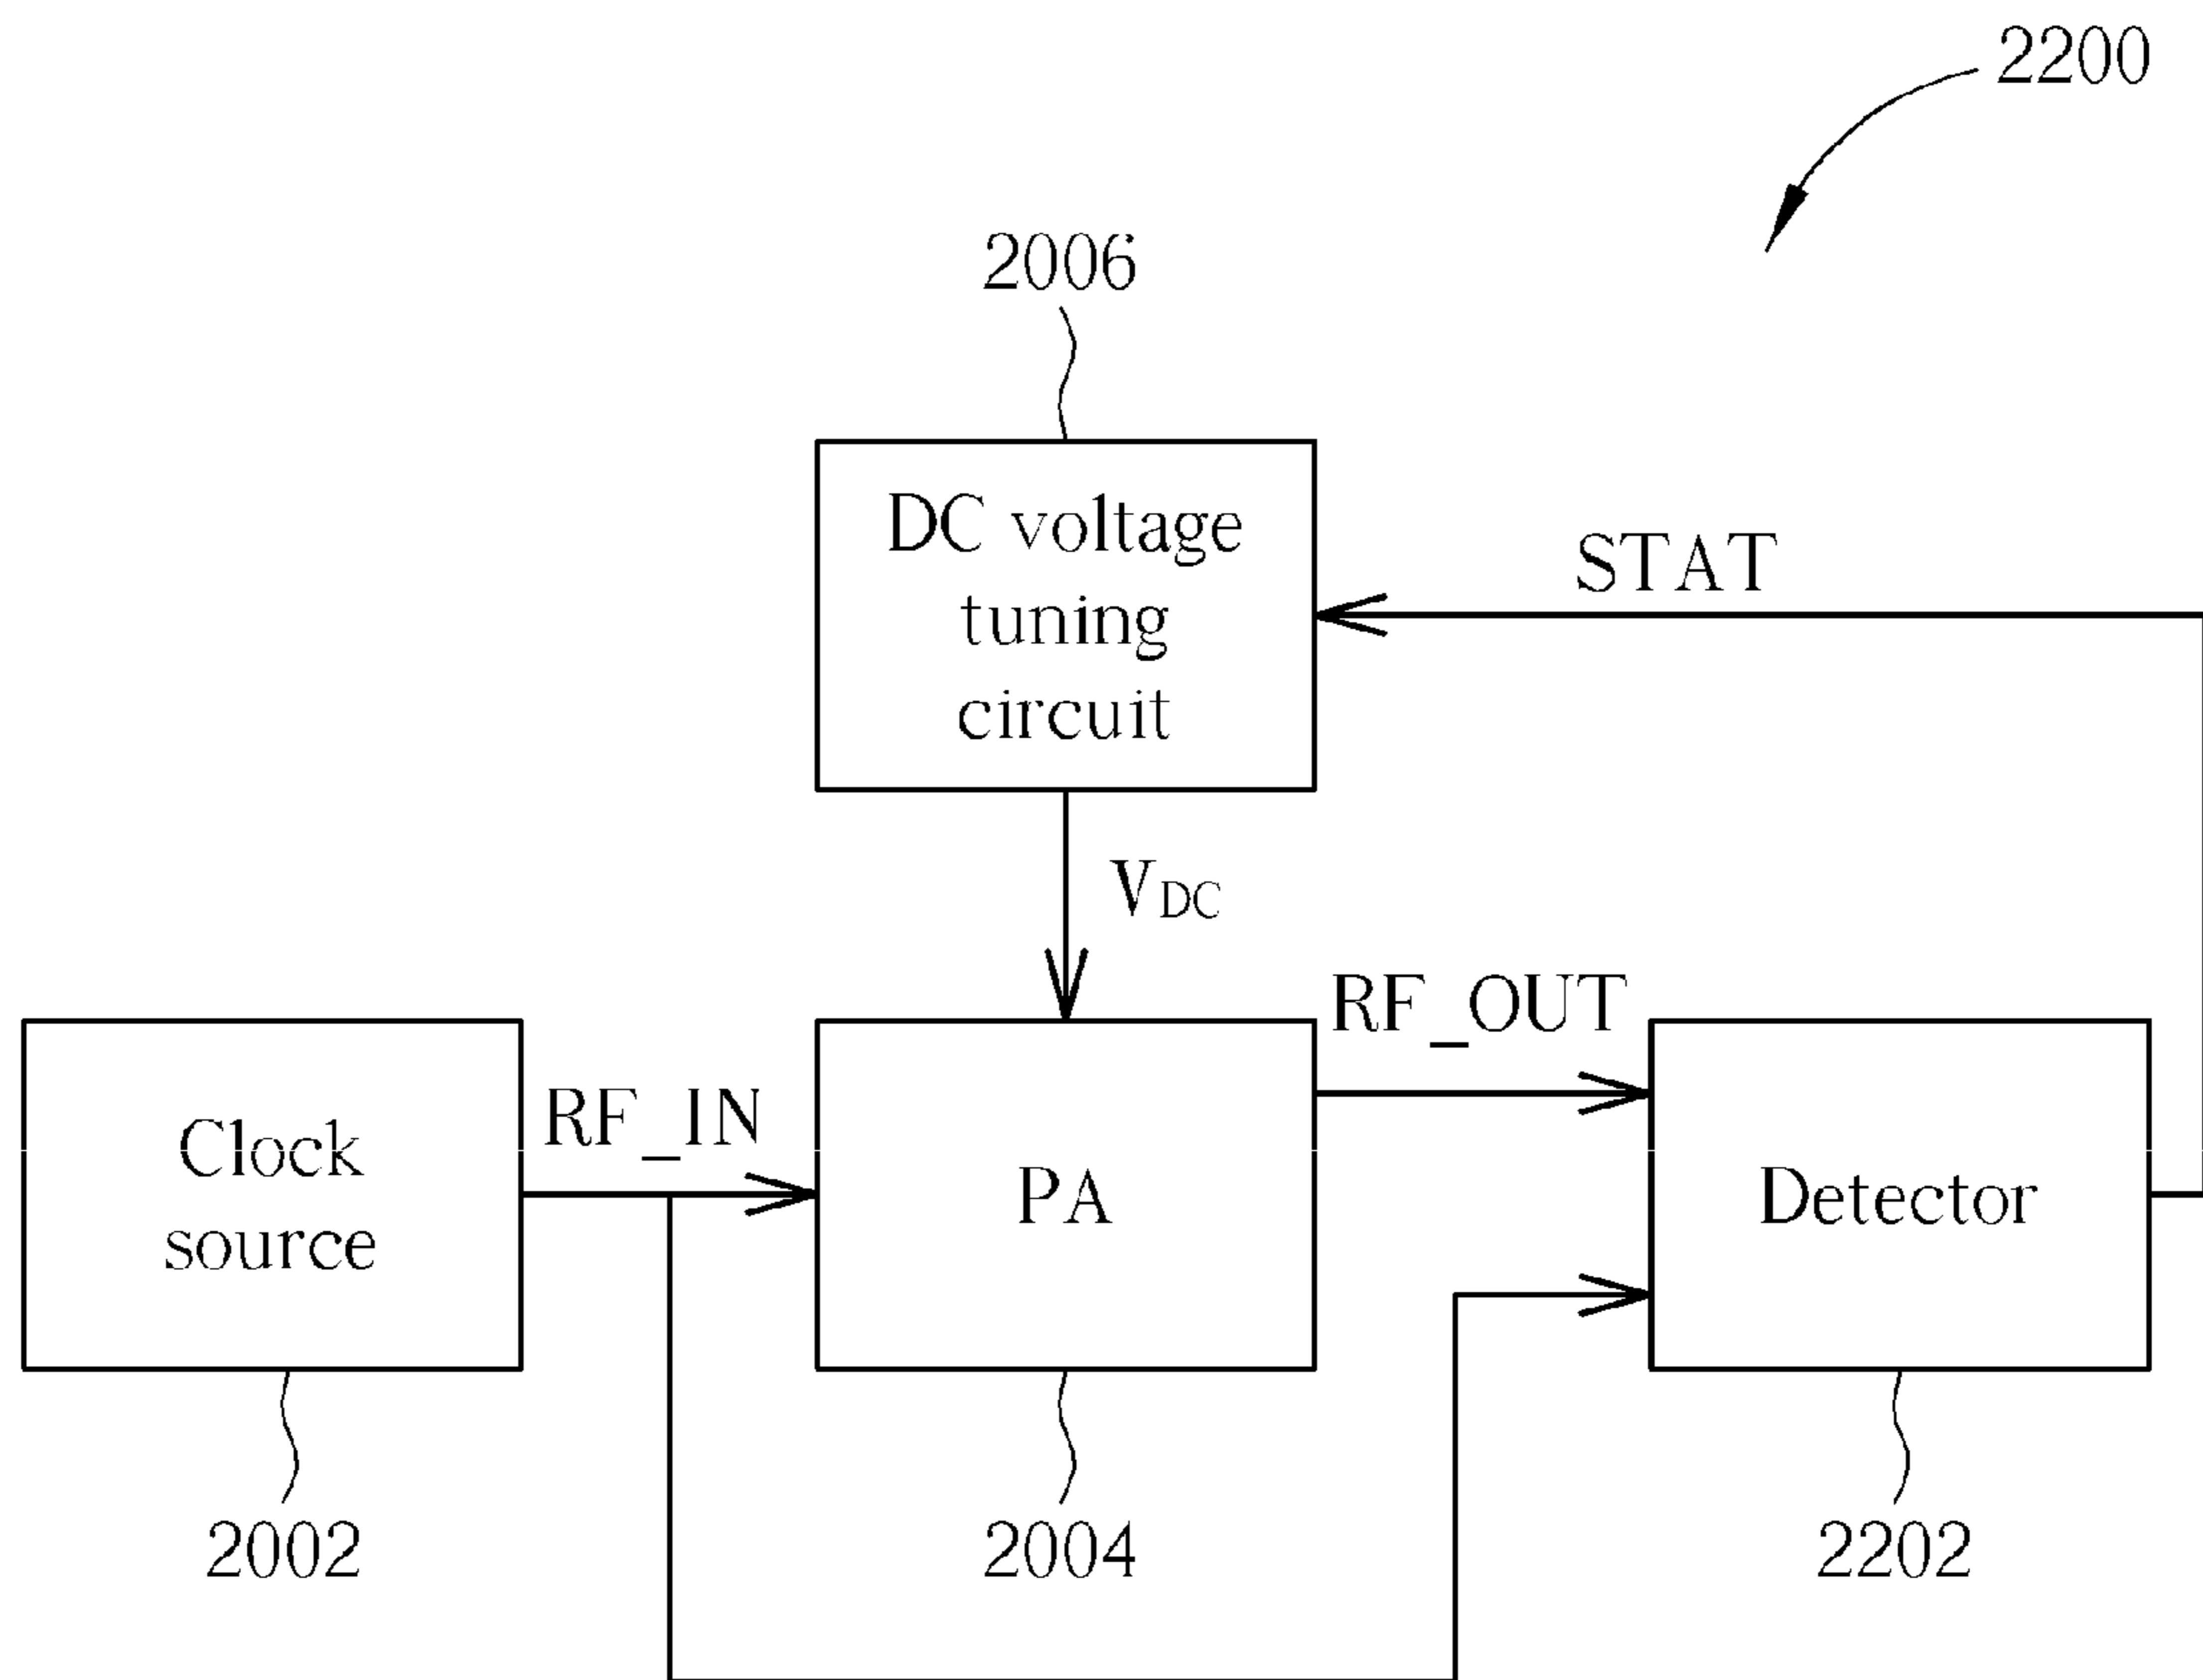 2200
2006
DC voltage
tuning
circuit
STAT
VDC
RF_OUT
RF_IN
Clock
source
PA
Detector
2002
2004
2202